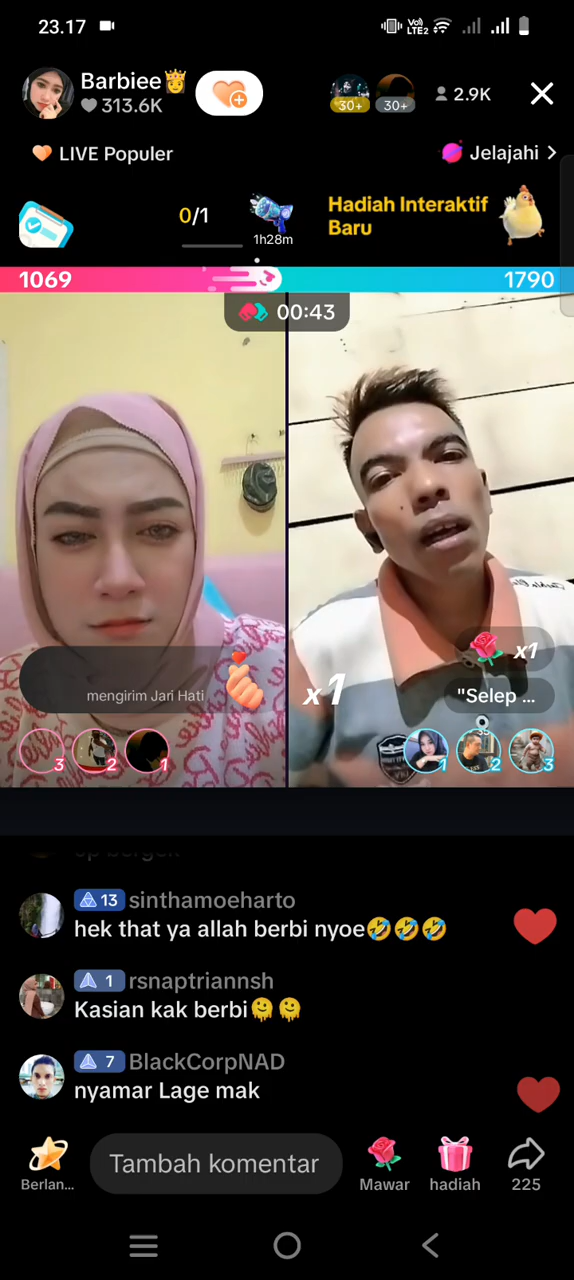 23.17
Vo)
LTE2
Barbiee
313.6K
30+
30+
2.9K
LIVE Populer
Jelajahi >
0/1
1h28m
Hadiah Interaktif
Baru
1069
1790
00:43
mengirim Jari Hati
x1
x1
"Selep ...
3
2
1
1
2
3
13 sinthamoeharto
hek that ya allah berbi nyoe🤣🤣🤣
1 rsnaptriannsh
Kasian kak berbi🫠🫠
7 BlackCorpNAD
nyamar Lage mak
Tambah komentar
Berlan...
Mawar
hadiah
225